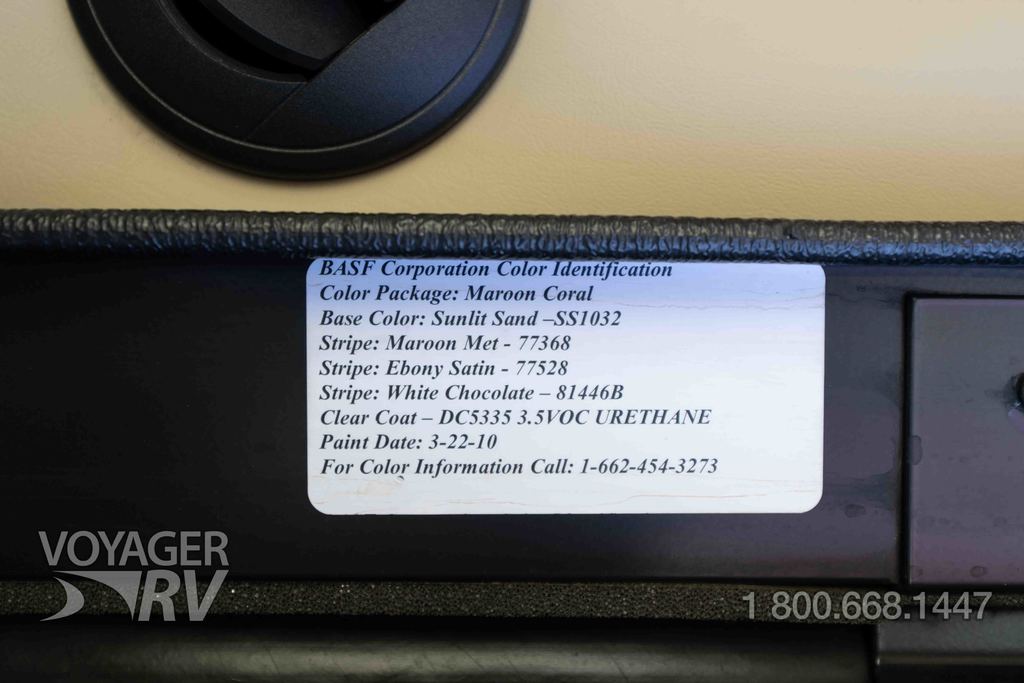 BASF Corporation Color Identification
Color Package: Maroon Coral
Base Color: Sunlit Sand –SS1032
Stripe: Maroon Met - 77368
Stripe: Ebony Satin - 77528
Stripe: White Chocolate – 81446B
Clear Coat – DC5335 3.5VOC URETHANE
Paint Date: 3-22-10
For Color Information Call: 1-662-454-3273
VOYAGER
RV
1 800.668.1447